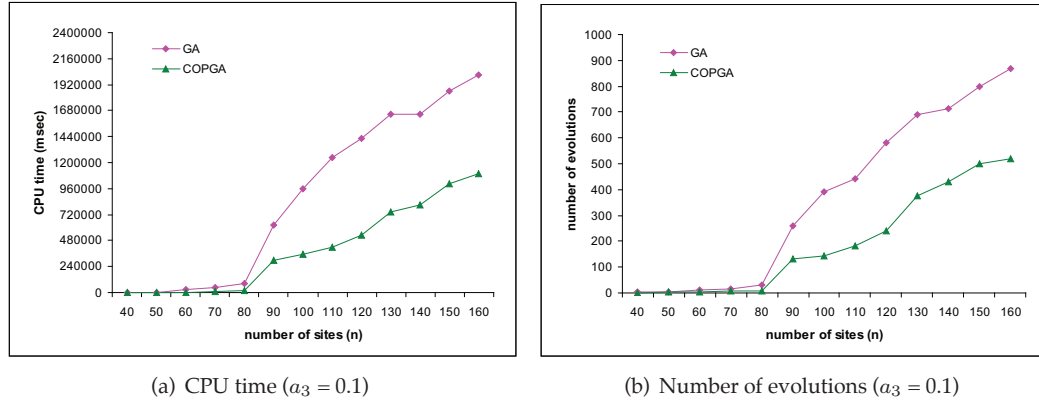 2400000
2160000
1920000
1680000
1440000
1200000
960000
720000
480000
240000
0
CPU time (msec)
GA
COPGA
40 50 60 70 80 90 100 110 120 130 140 150 160
number of sites (n)
(a) CPU time (a₃ = 0.1)
1000
900
800
700
600
500
400
300
200
100
0
number of evolutions
GA
COPGA
40 50 60 70 80 90 100 110 120 130 140 150 160
number of sites (n)
(b) Number of evolutions (a₃ = 0.1)